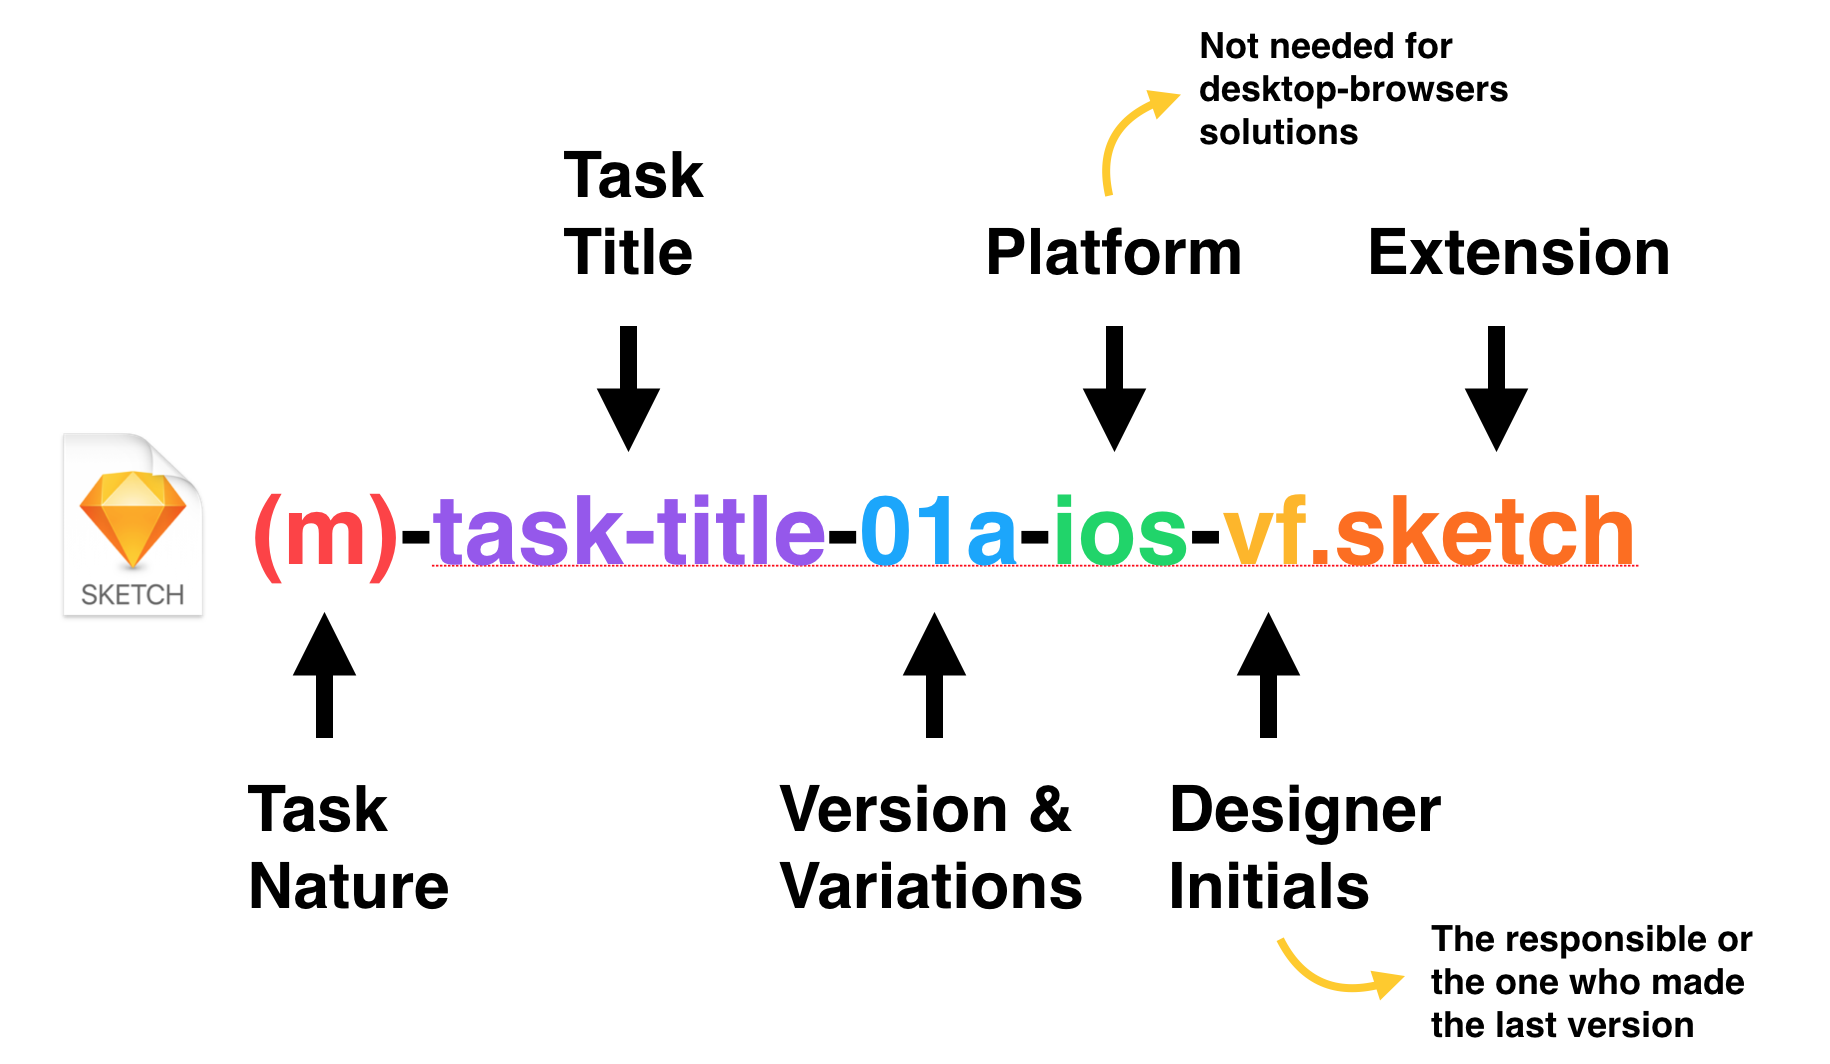 Not needed for
desktop-browsers
solutions
Task
Title
Platform
Extension
SKETCH
(m)-task-title-01a-ios-vf.sketch
Task
Nature
Version &
Variations
Designer
Initials
The responsible or
the one who made
the last version